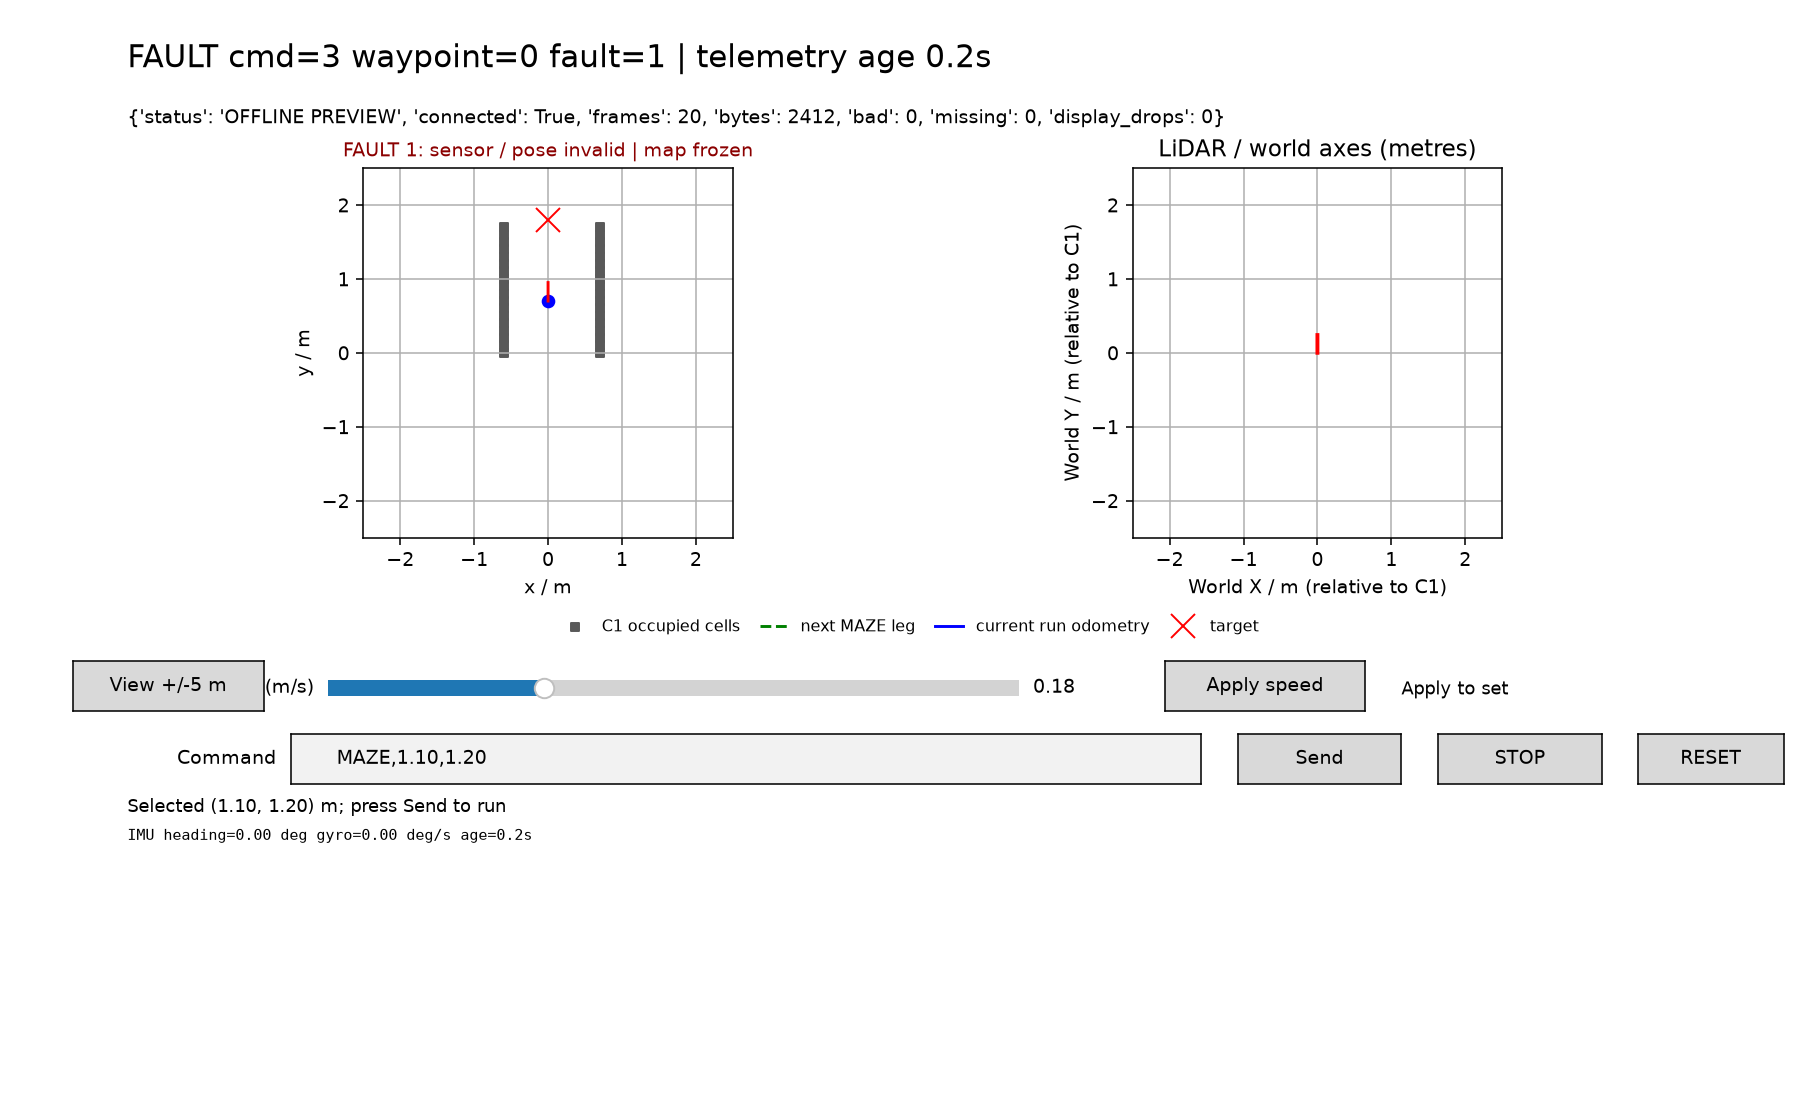 FAULT cmd=3 waypoint=0 fault=1 | telemetry age 0.2s
{'status': 'OFFLINE PREVIEW', 'connected': True, 'frames': 20, 'bytes': 2412, 'bad': 0, 'missing': 0, 'display_drops': 0}
FAULT 1: sensor / pose invalid | map frozen
2
1
0
−1
−2
y / m
−2 −1 0 1 2
x / m
LiDAR / world axes (metres)
2
1
0
−1
−2
World Y / m (relative to C1)
−2 −1 0 1 2
World X / m (relative to C1)
C1 occupied cells next MAZE leg current run odometry target
View +/-5 m (m/s) 0.18 Apply speed Apply to set
Command MAZE,1.10,1.20 Send STOP RESET
Selected (1.10, 1.20) m; press Send to run
IMU heading=0.00 deg gyro=0.00 deg/s age=0.2s